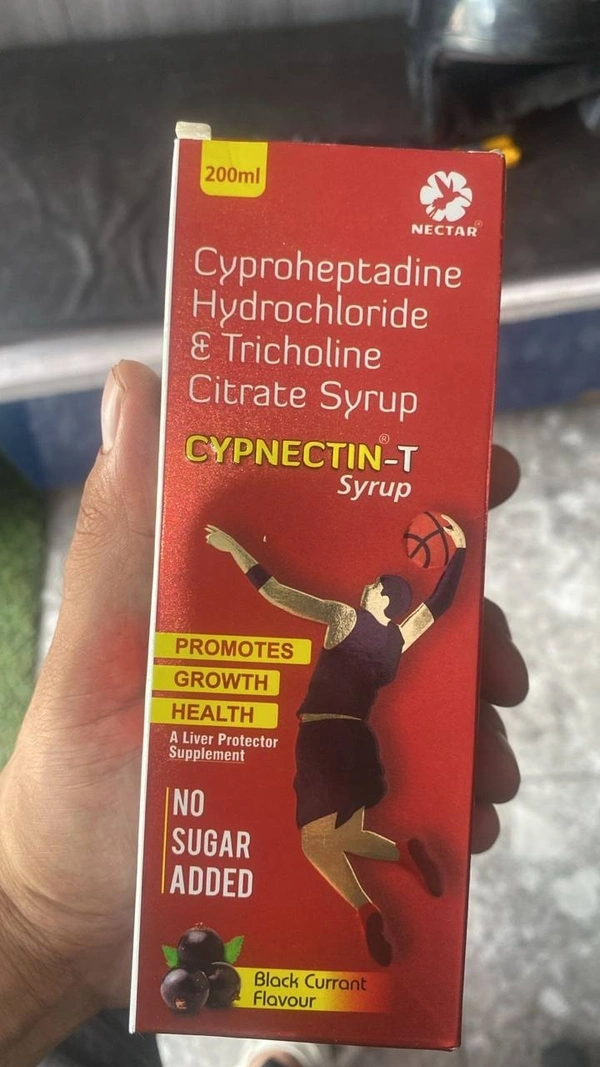 200ml
NECTAR®
Cyproheptadine
Hydrochloride
& Tricholine
Citrate Syrup
CYPNECTIN®-T
Syrup
PROMOTES
GROWTH
HEALTH
A Liver Protector
Supplement
NO
SUGAR
ADDED
Black Currant
Flavour